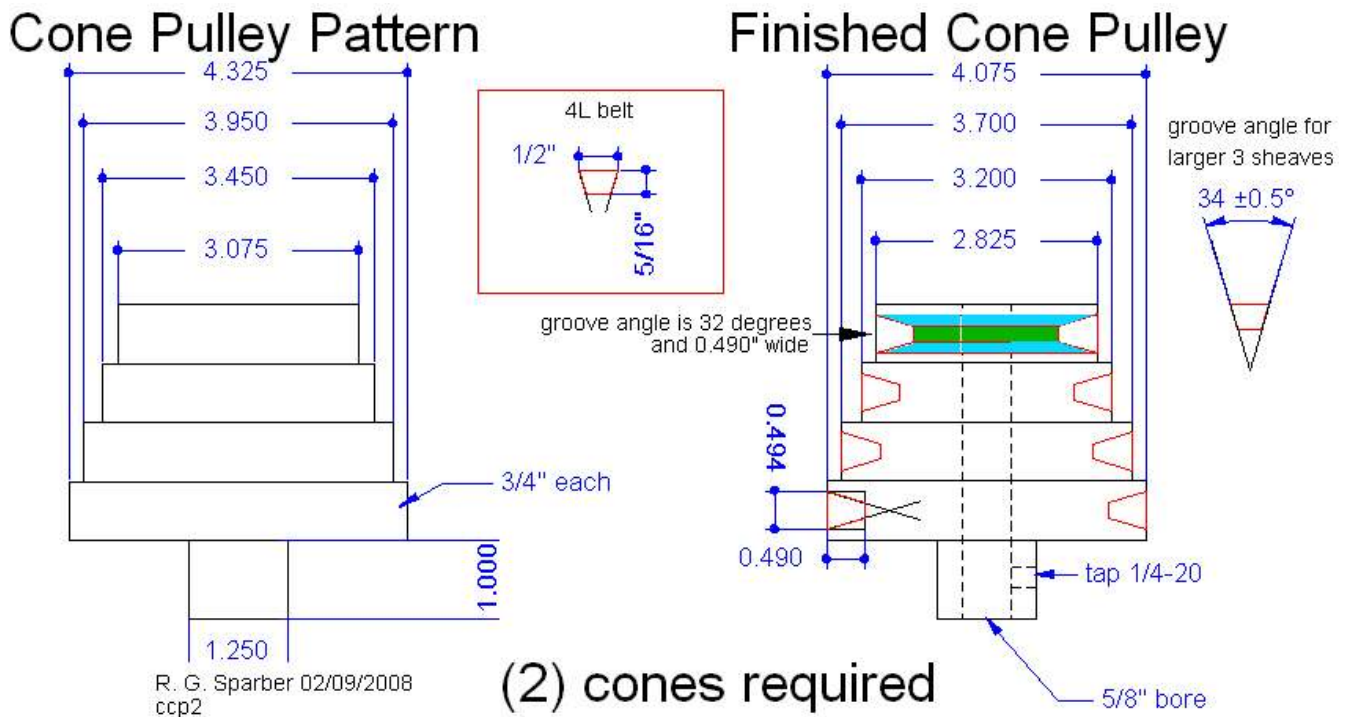 Cone Pulley Pattern
4.325
3.950
3.450
3.075
3/4" each
1.000
1.250
R. G. Sparber 02/09/2008
ccp2
4L belt
1/2"
5/16"
Finished Cone Pulley
4.075
3.700
3.200
2.825
groove angle for
larger 3 sheaves
34 ±0.5°
groove angle is 32 degrees
and 0.490" wide
0.494
0.490
tap 1/4-20
5/8" bore
(2) cones required